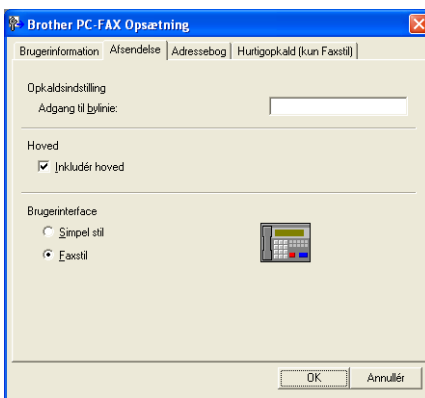 Brother PC-FAX Opsætning
Brugerinformation Afsendelse Adressebog Hurtigopkald (kun Faxstil)
Opkaldsindstilling
Adgang til bylinie:
Hoved
Inkludér hoved
Brugerinterface
Simpel stil
Faxstil
OK Annullér